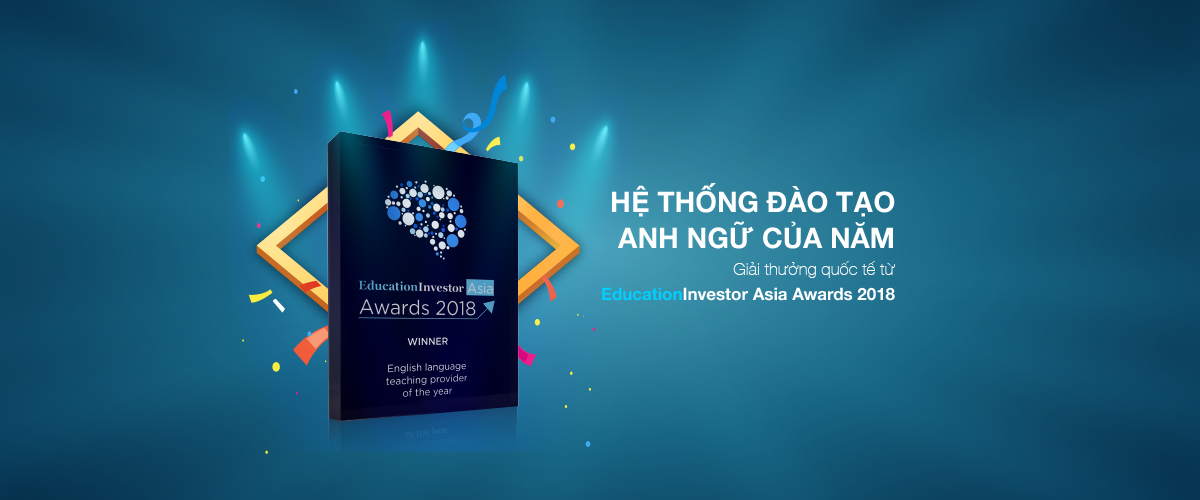 EducationInvestor Asia
Awards 2018
WINNER
English language
teaching provider
of the year
HỆ THỐNG ĐÀO TẠO
ANH NGỮ CỦA NĂM
Giải thưởng quốc tế từ
EducationInvestor Asia Awards 2018